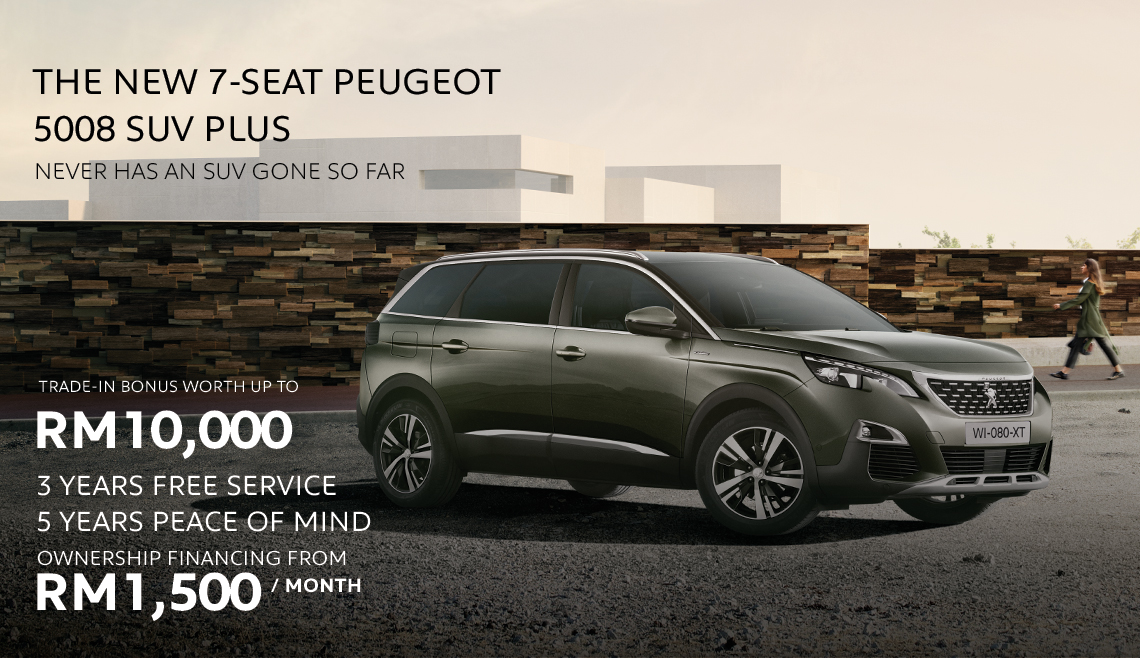 THE NEW 7-SEAT PEUGEOT
5008 SUV PLUS
NEVER HAS AN SUV GONE SO FAR
TRADE-IN BONUS WORTH UP TO
RM10,000
3 YEARS FREE SERVICE
5 YEARS PEACE OF MIND
OWNERSHIP FINANCING FROM
RM1,500 / MONTH
PEUGEOT
WI-080-XT